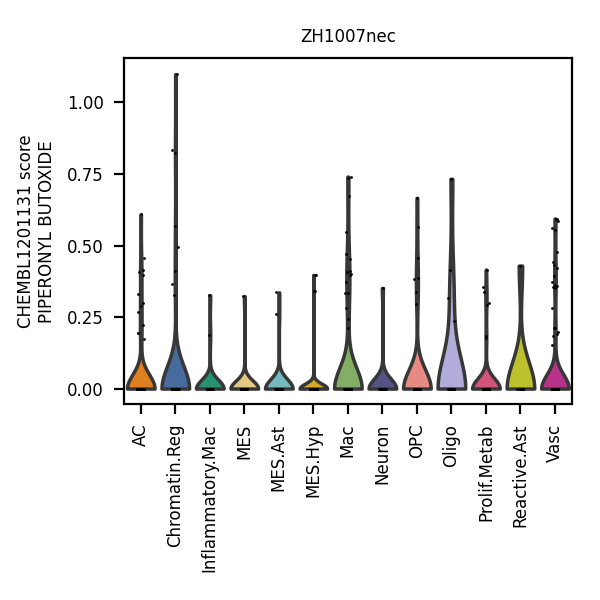 ZH1007nec
CHEMBL1201131 score
PIPERONYL BUTOXIDE
1.00
0.75
0.50
0.25
0.00
AC
Chromatin.Reg
Inflammatory.Mac
MES
MES.Ast
MES.Hyp
Mac
Neuron
OPC
Oligo
Prolif.Metab
Reactive.Ast
Vasc